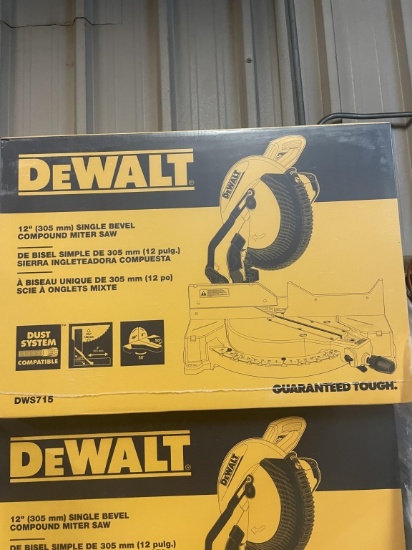 DEWALT
12" (305 mm) SINGLE BEVEL
COMPOUND MITER SAW
DE BISEL SIMPLE DE 305 mm (12 pulg.)
SIERRA INGLETEADORA COMPUESTA
À BISEAU UNIQUE DE 305 mm (12 po)
SCIE À ONGLETS MIXTE
DEWALT
DUST
SYSTEM
COMPATIBLE
DWS715
GUARANTEED TOUGH.
DEWALT
12" (305 mm) SINGLE BEVEL
COMPOUND MITER SAW
DE BISEL SIMPLE DE 305 mm (12 pulg.)
DEWALT